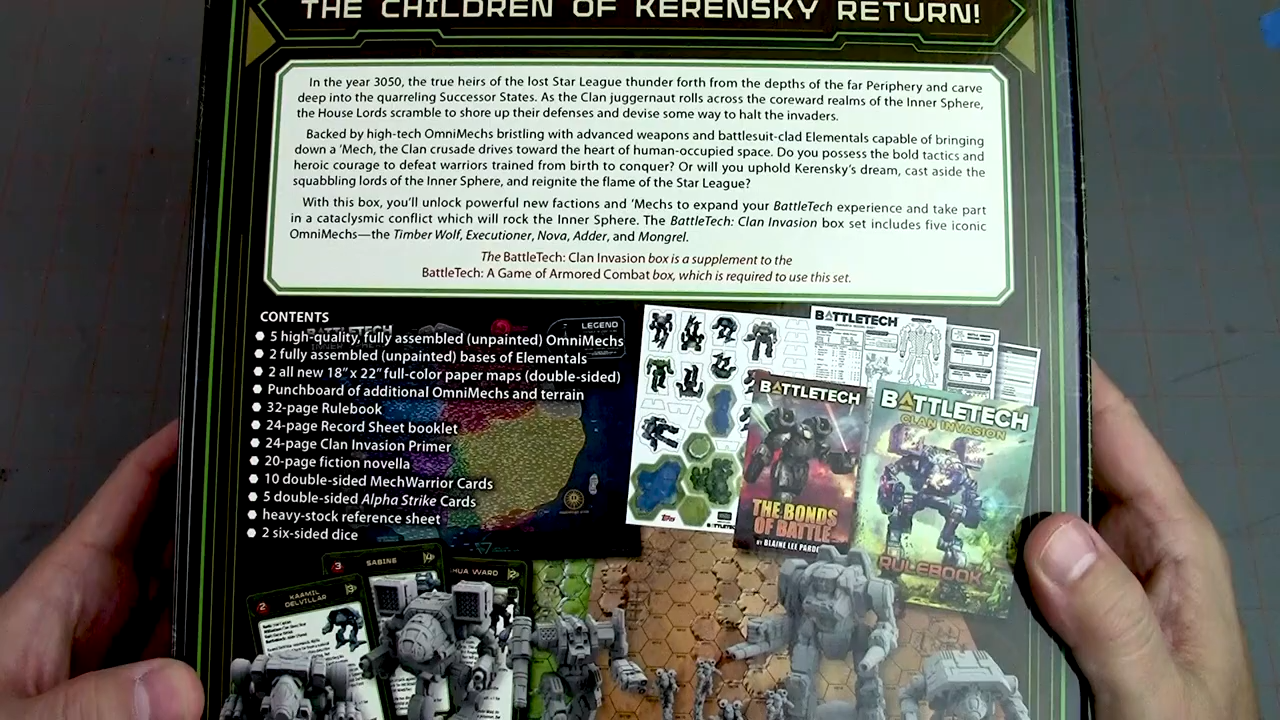 THE CHILDREN OF KERENSKY RETURN!
In the year 3050, the true heirs of the lost Star League thunder forth from the depths of the far Periphery and carve
deep into the quarreling Successor States. As the Clan juggernaut rolls across the coreward realms of the Inner Sphere,
the House Lords scramble to shore up their defenses and devise some way to halt the invaders.
Backed by high-tech OmniMechs bristling with advanced weapons and battlesuit-clad Elementals capable of bringing
down a 'Mech, the Clan crusade drives toward the heart of human-occupied space. Do you possess the bold tactics and
heroic courage to defeat warriors trained from birth to conquer? Or will you uphold Kerensky's dream, cast aside the
squabbling lords of the Inner Sphere, and reignite the flame of the Star League?
With this box, you'll unlock powerful new factions and 'Mechs to expand your BattleTech experience and take part
in a cataclysmic conflict which will rock the Inner Sphere. The BattleTech: Clan Invasion box set includes five iconic
OmniMechs—the Timber Wolf, Executioner, Nova, Adder, and Mongrel.
The BattleTech: Clan Invasion box is a supplement to the
BattleTech: A Game of Armored Combat box, which is required to use this set.
CONTENTS
5 high-quality, fully assembled (unpainted) OmniMechs
2 fully assembled (unpainted) bases of Elementals
2 all new 18" x 22" full-color paper maps (double-sided)
Punchboard of additional OmniMechs and terrain
32-page Rulebook
24-page Record Sheet booklet
24-page Clan Invasion Primer
20-page fiction novella
10 double-sided MechWarrior Cards
5 double-sided Alpha Strike Cards
heavy-stock reference sheet
2 six-sided dice
LEGEND
BATTLETECH
BATTLETECH
THE BONDS
OF BATTLE
BY BLAINE LEE
BATTLETECH
CLAN INVASION
RULEBOOK
3 SABINE
HUA WARD
2 KAAMIL
DELVILLAR